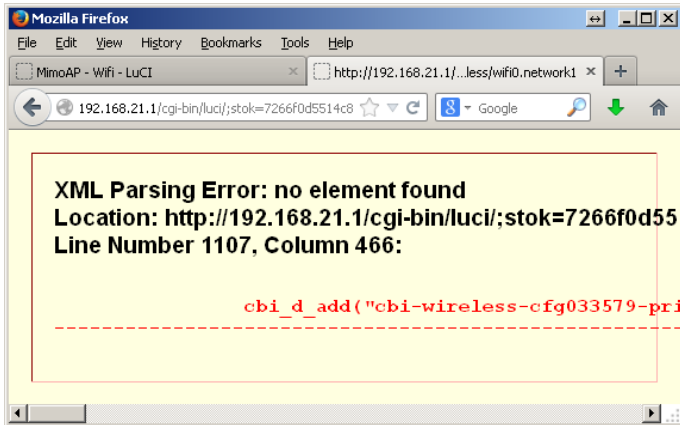 Mozilla Firefox
File Edit View History Bookmarks Tools Help
MimoAP - Wifi - LuCI
http://192.168.21.1/...less/wifi0.network1
192.168.21.1/cgi-bin/luci/;stok=7266f0d5514c8
Google
XML Parsing Error: no element found
Location: http://192.168.21.1/cgi-bin/luci/;stok=7266f0d55
Line Number 1107, Column 466:
cbi_d_add("cbi-wireless-cfg033579-pri
------------------------------------------------